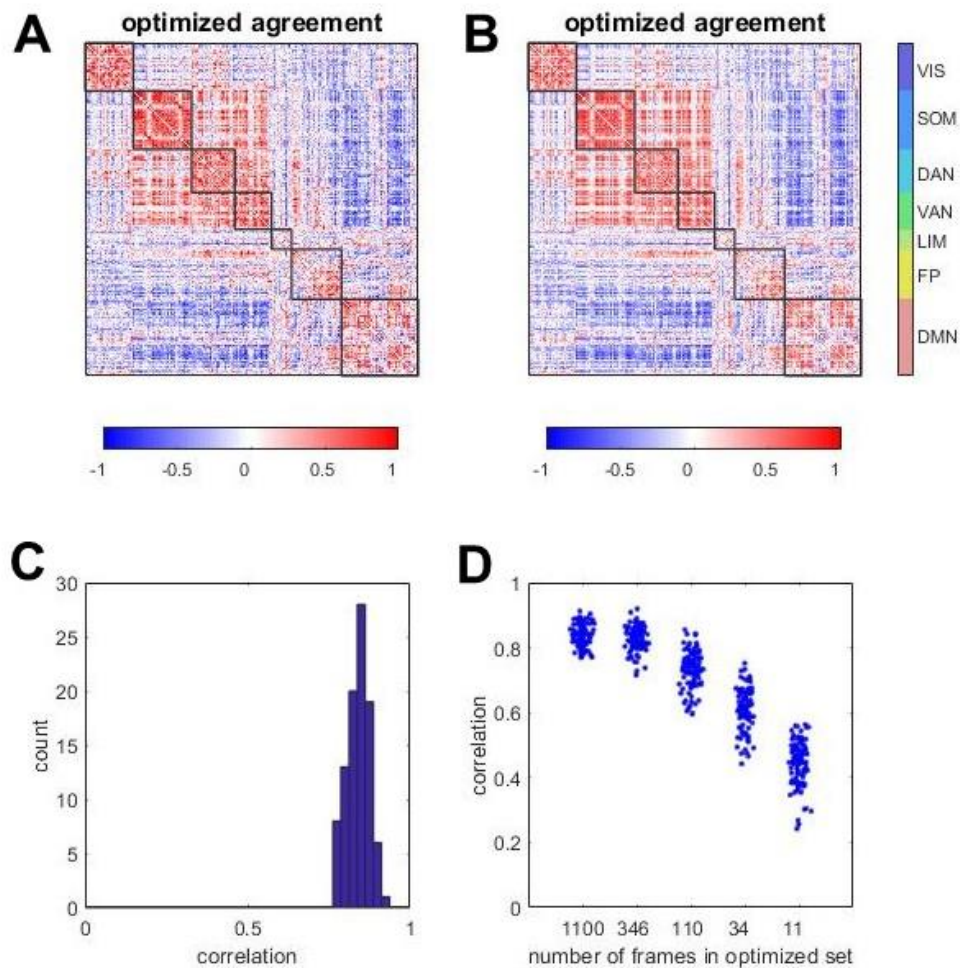 A
optimized agreement
B
optimized agreement
VIS
SOM
DAN
VAN
LIM
FP
DMN
-1 -0.5 0 0.5 1
-1 -0.5 0 0.5 1
C
30
25
20
15
10
5
0
count
0 0.5 1
correlation
D
1
0.8
0.6
0.4
0.2
0
correlation
1100 346 110 34 11
number of frames in optimized set